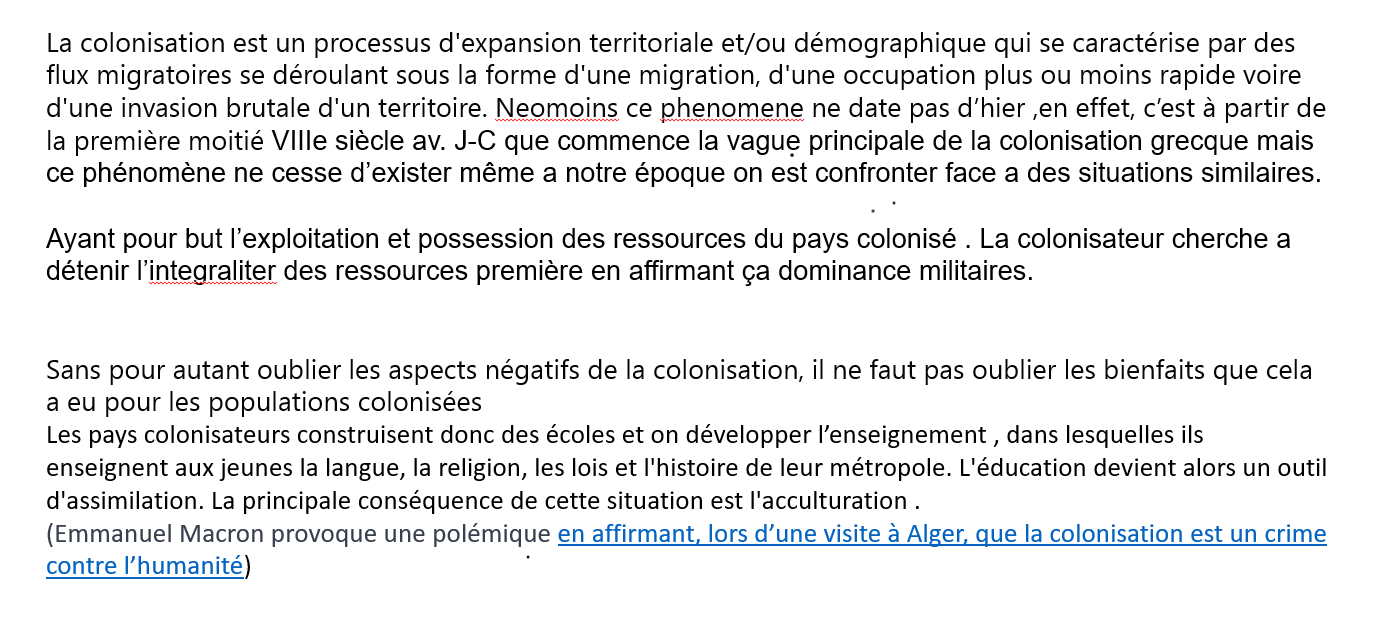 La colonisation est un processus d'expansion territoriale et/ou démographique qui se caractérise par des
flux migratoires se déroulant sous la forme d'une migration, d'une occupation plus ou moins rapide voire
d'une invasion brutale d'un territoire. Neomoins ce phenomene ne date pas d’hier ,en effet, c’est à partir de
la première moitié VIIIe siècle av. J-C que commence la vague principale de la colonisation grecque mais
ce phénomène ne cesse d’exister même a notre époque on est confronter face a des situations similaires.
Ayant pour but l’exploitation et possession des ressources du pays colonisé . La colonisateur cherche a
détenir l’integraliter des ressources première en affirmant ça dominance militaires.
Sans pour autant oublier les aspects négatifs de la colonisation, il ne faut pas oublier les bienfaits que cela
a eu pour les populations colonisées
Les pays colonisateurs construisent donc des écoles et on développer l’enseignement , dans lesquelles ils
enseignent aux jeunes la langue, la religion, les lois et l'histoire de leur métropole. L'éducation devient alors un outil
d'assimilation. La principale conséquence de cette situation est l'acculturation .
(Emmanuel Macron provoque une polémique en affirmant, lors d’une visite à Alger, que la colonisation est un crime
contre l’humanité)